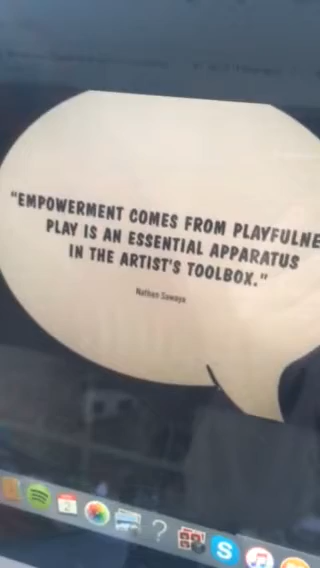 "EMPOWERMENT COMES FROM PLAYFULNE
PLAY IS AN ESSENTIAL APPARATUS
IN THE ARTIST'S TOOLBOX."
Nathan Sawaya